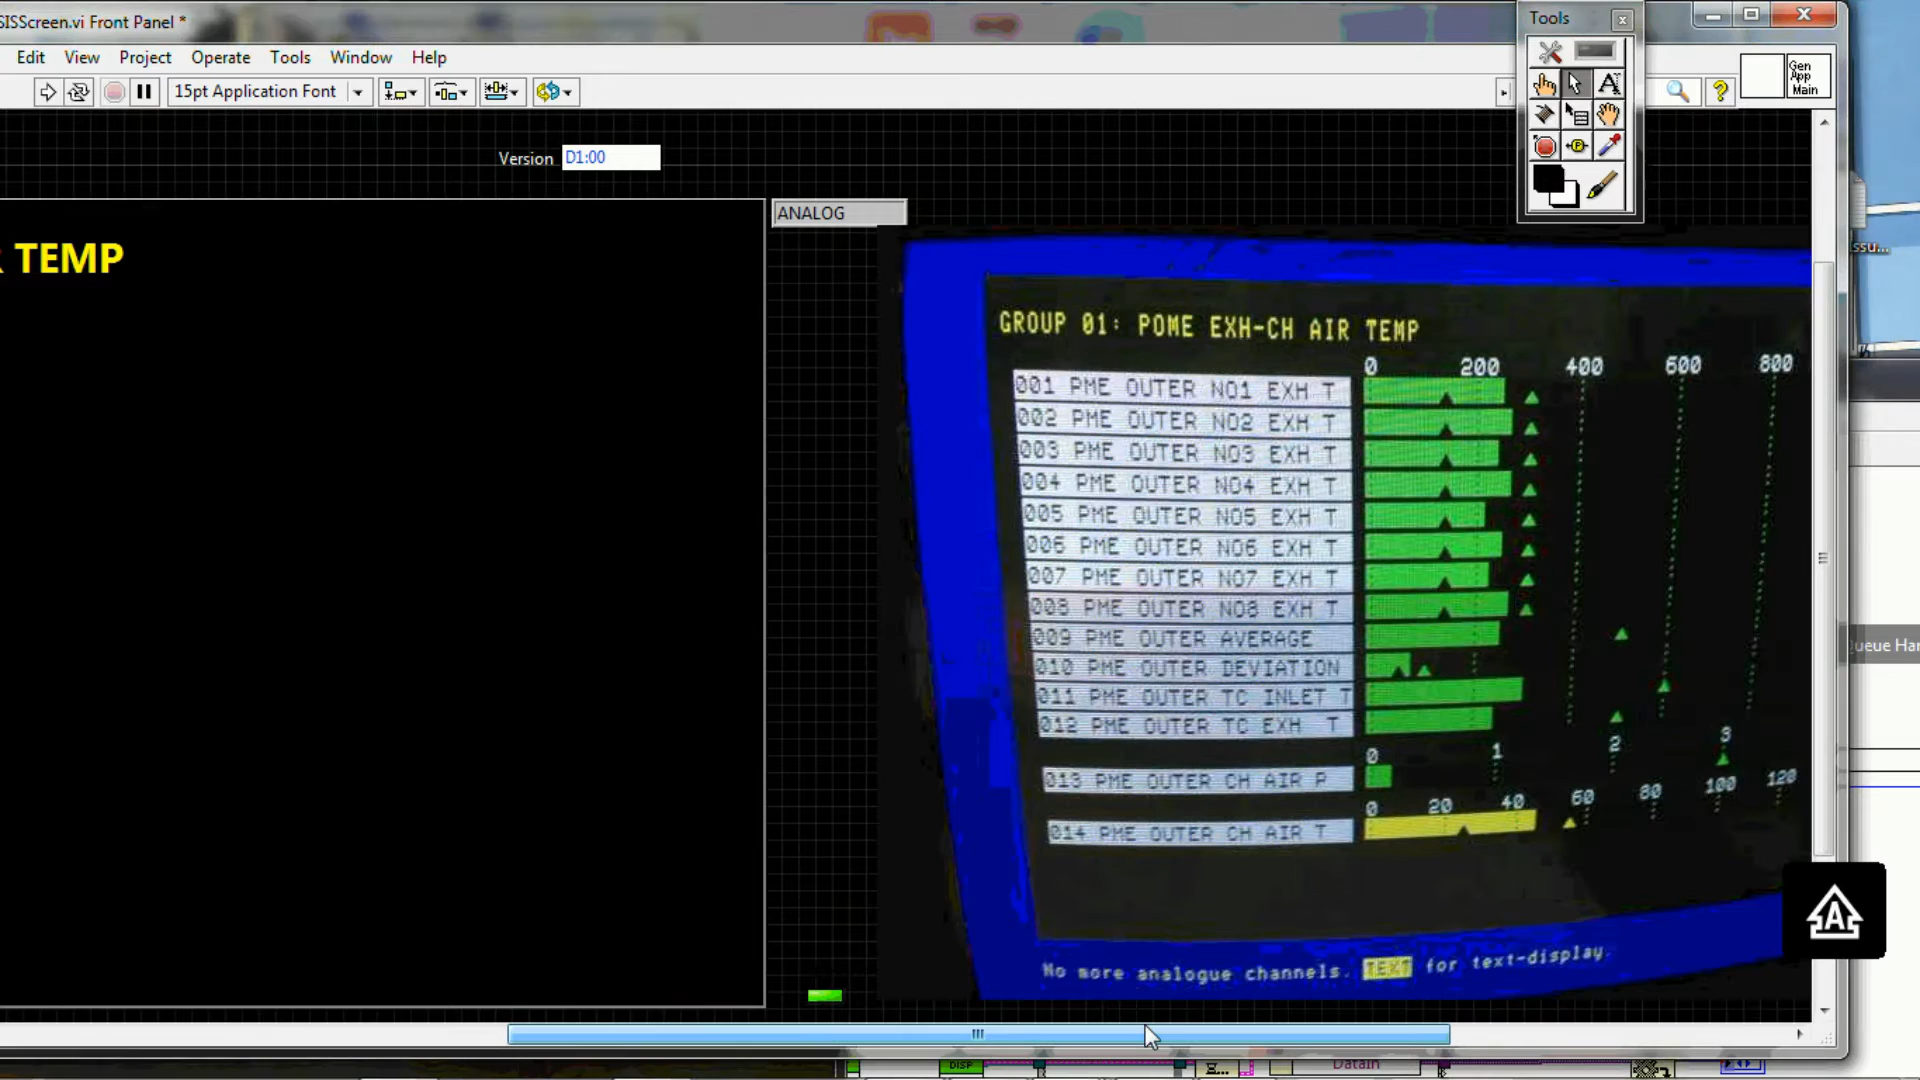 SISScreen.vi Front Panel *
Tools
Edit View Project Operate Tools Window Help
15pt Application Font
Gen
App
Main
Version D1:00
ANALOG
TEMP
ssu...
GROUP 01: POME EXH-CH AIR TEMP
0 200 400 600 800
001 PME OUTER NO1 EXH T
002 PME OUTER NO2 EXH T
003 PME OUTER NO3 EXH T
004 PME OUTER NO4 EXH T
005 PME OUTER NO5 EXH T
006 PME OUTER NO6 EXH T
007 PME OUTER NO7 EXH T
008 PME OUTER NO8 EXH T
009 PME OUTER AVERAGE
010 PME OUTER DEVIATION
011 PME OUTER TC INLET T
012 PME OUTER TC EXH T
0 1 2 3
013 PME OUTER CH AIR P
0 20 40 60 80 100 120
014 PME OUTER CH AIR T
No more analogue channels. TEXT for text-display.
Queue Har
A
DISP
DataIn